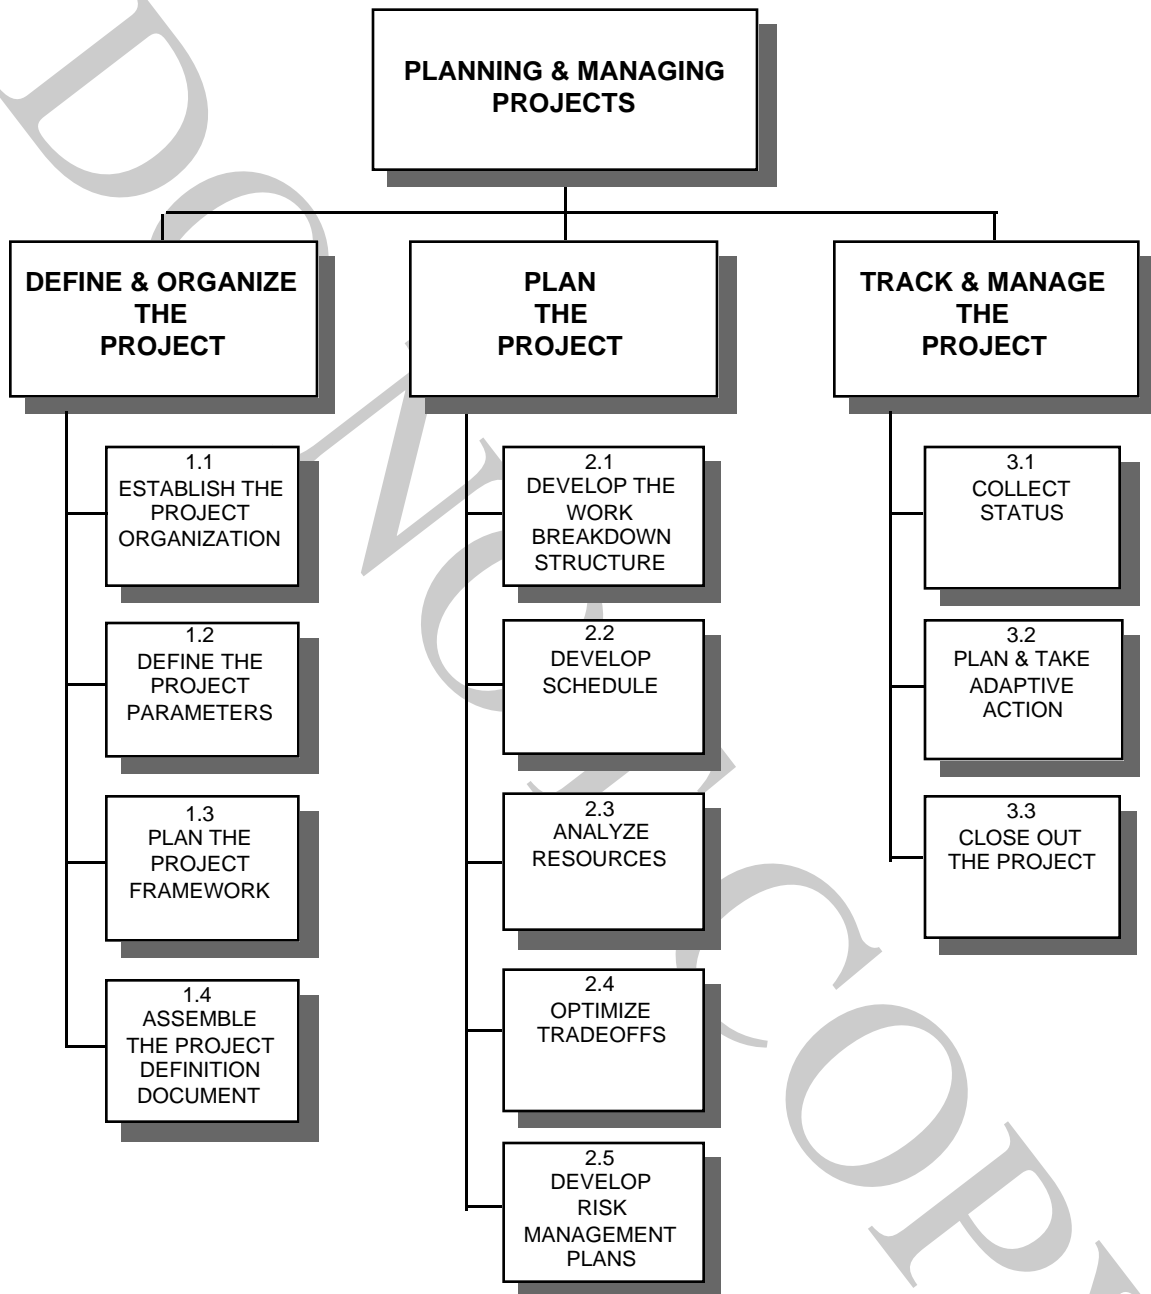 PLANNING & MANAGING
PROJECTS
DEFINE & ORGANIZE
THE
PROJECT
1.1
ESTABLISH THE
PROJECT
ORGANIZATION
1.2
DEFINE THE
PROJECT
PARAMETERS
1.3
PLAN THE
PROJECT
FRAMEWORK
1.4
ASSEMBLE
THE PROJECT
DEFINITION
DOCUMENT
PLAN
THE
PROJECT
2.1
DEVELOP THE
WORK
BREAKDOWN
STRUCTURE
2.2
DEVELOP
SCHEDULE
2.3
ANALYZE
RESOURCES
2.4
OPTIMIZE
TRADEOFFS
2.5
DEVELOP
RISK
MANAGEMENT
PLANS
TRACK & MANAGE
THE
PROJECT
3.1
COLLECT
STATUS
3.2
PLAN & TAKE
ADAPTIVE
ACTION
3.3
CLOSE OUT
THE PROJECT
DO NOT COPY